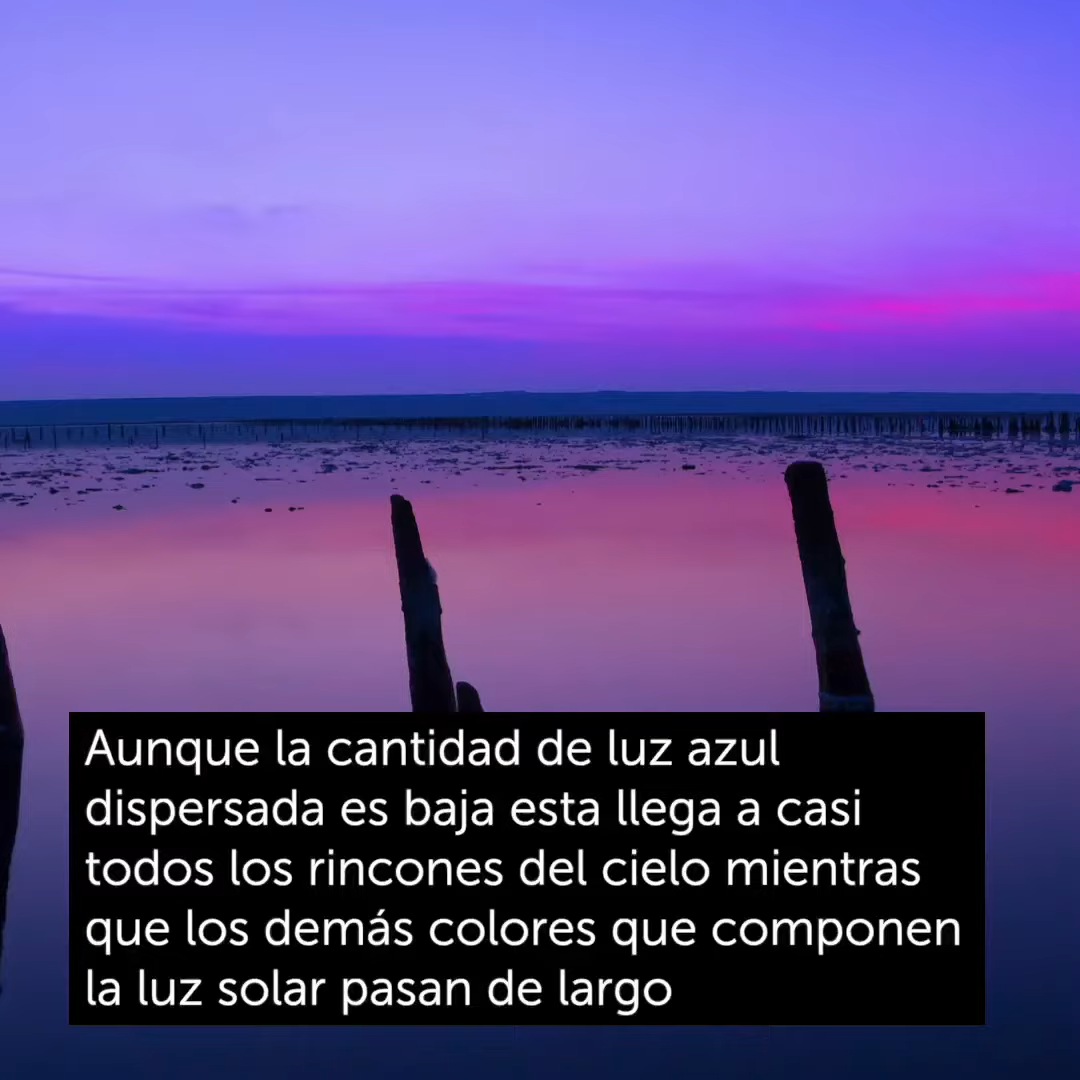 Aunque la cantidad de luz azul
dispersada es baja esta llega a casi
todos los rincones del cielo mientras
que los demás colores que componen
la luz solar pasan de largo